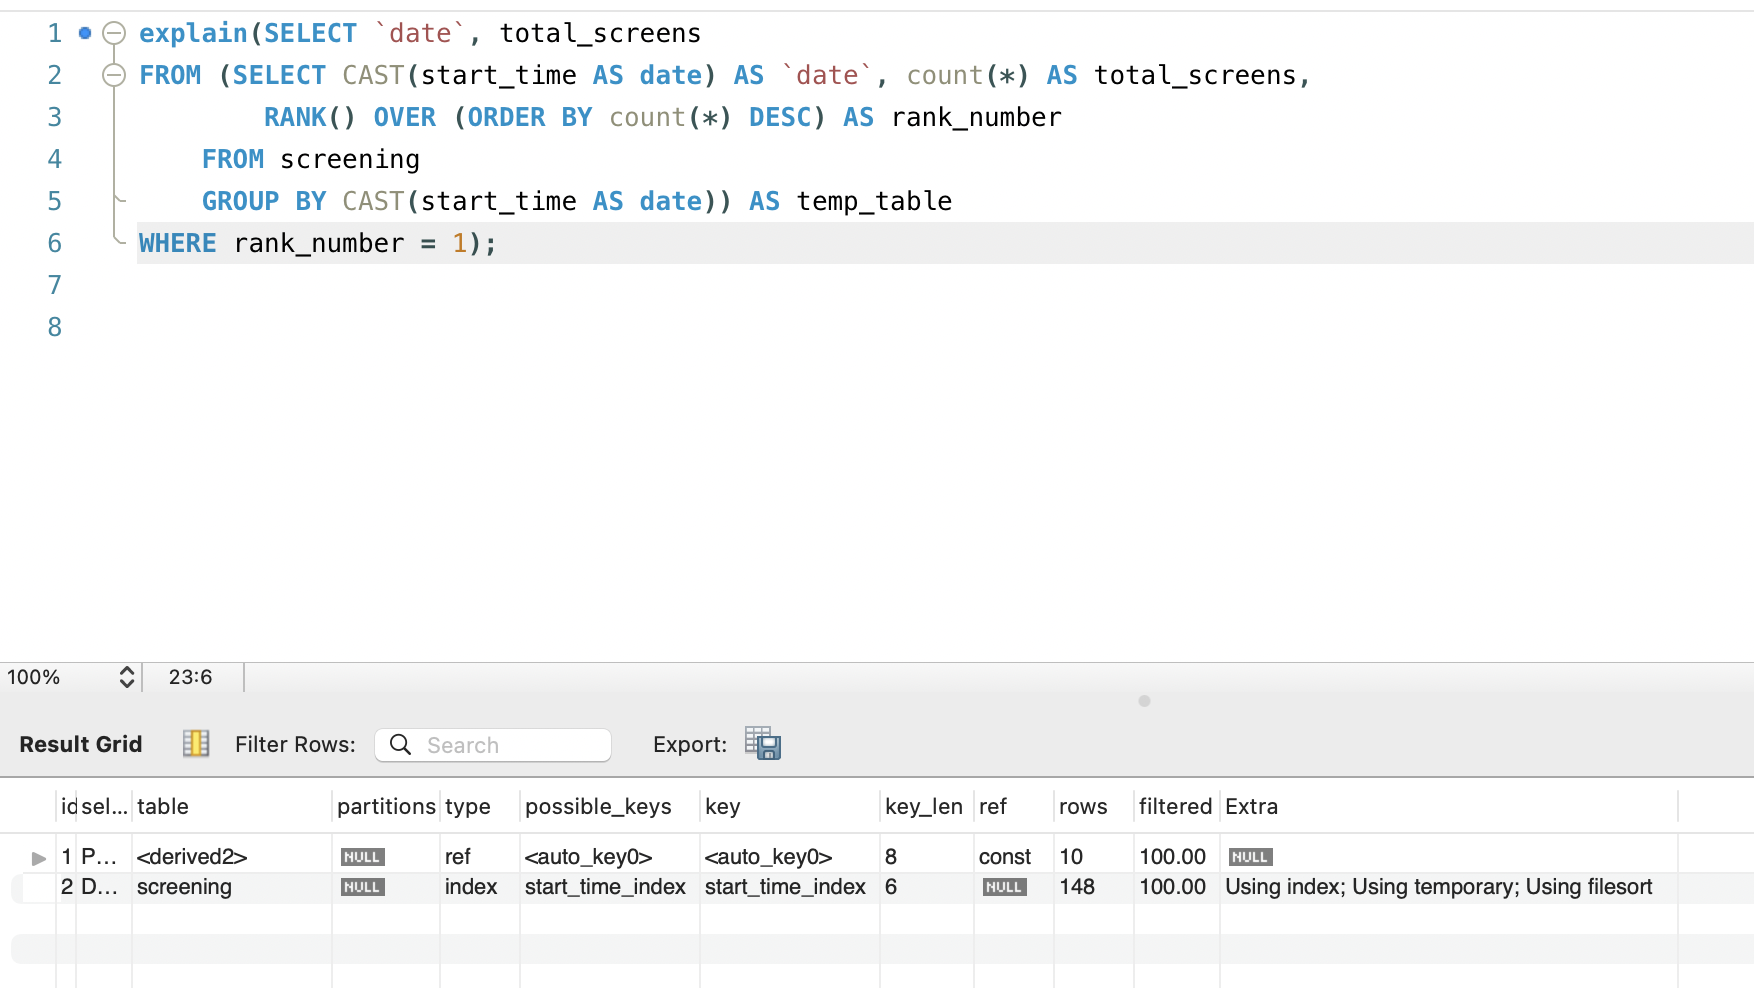 1 explain(SELECT `date`, total_screens
2 FROM (SELECT CAST(start_time AS date) AS `date`, count(*) AS total_screens,
3 RANK() OVER (ORDER BY count(*) DESC) AS rank_number
4 FROM screening
5 GROUP BY CAST(start_time AS date)) AS temp_table
6 WHERE rank_number = 1);
7
8
100% 23:6
Result Grid Filter Rows: Search Export:
id sel... table partitions type possible_keys key key_len ref rows filtered Extra
1 P... <derived2> NULL ref <auto_key0> <auto_key0> 8 const 10 100.00 NULL
2 D... screening NULL index start_time_index start_time_index 6 NULL 148 100.00 Using index; Using temporary; Using filesort